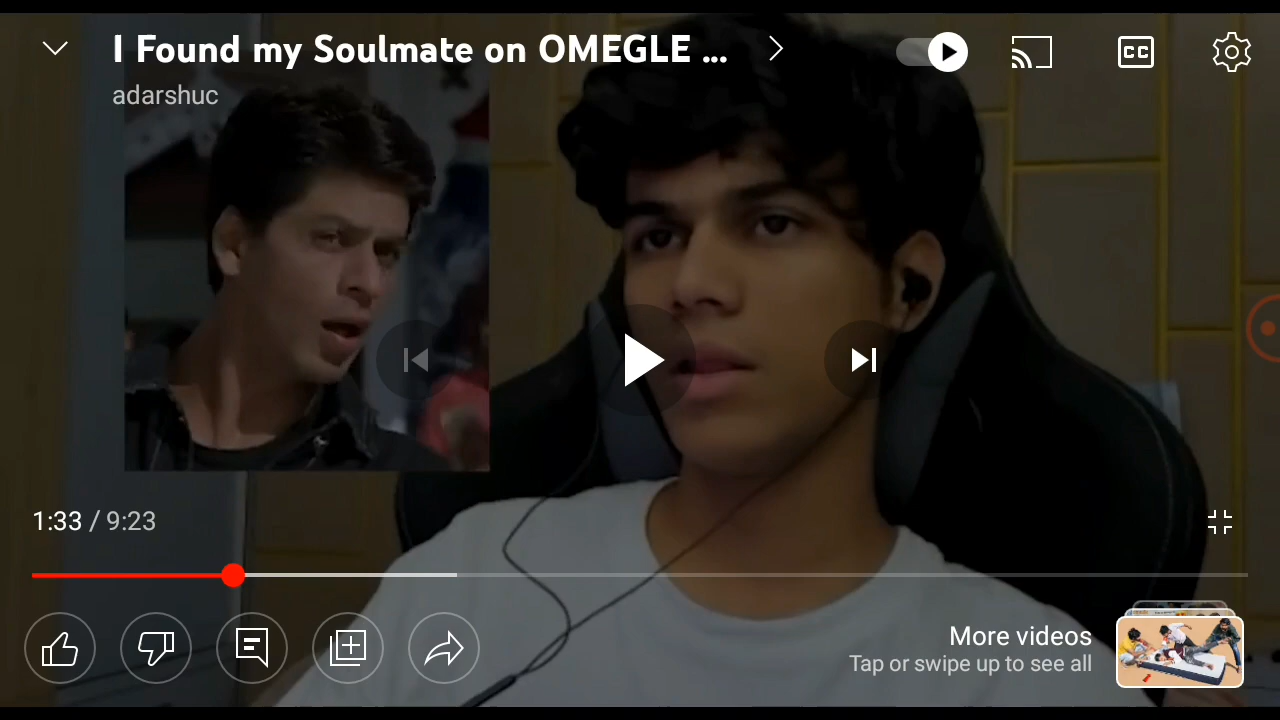 I Found my Soulmate on OMEGLE ...
adarshuc
CC
1:33 / 9:23
More videos
Tap or swipe up to see all